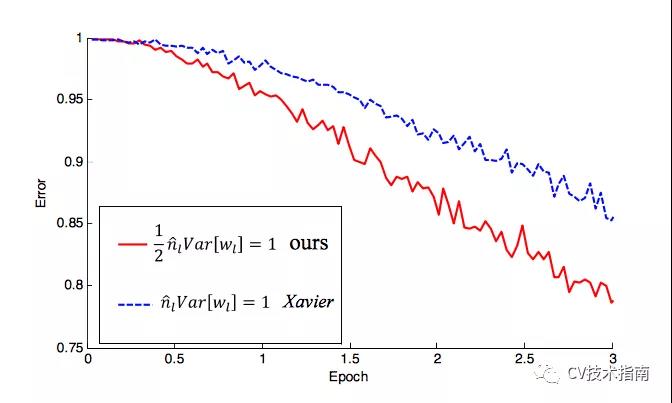 1
0.95
0.9
0.85
0.8
0.75
Error
1/2 n̂_l Var[w_l] = 1 ours
n̂_l Var[w_l] = 1 Xavier
0 0.5 1 1.5 2 2.5 3
Epoch
CV技术指南